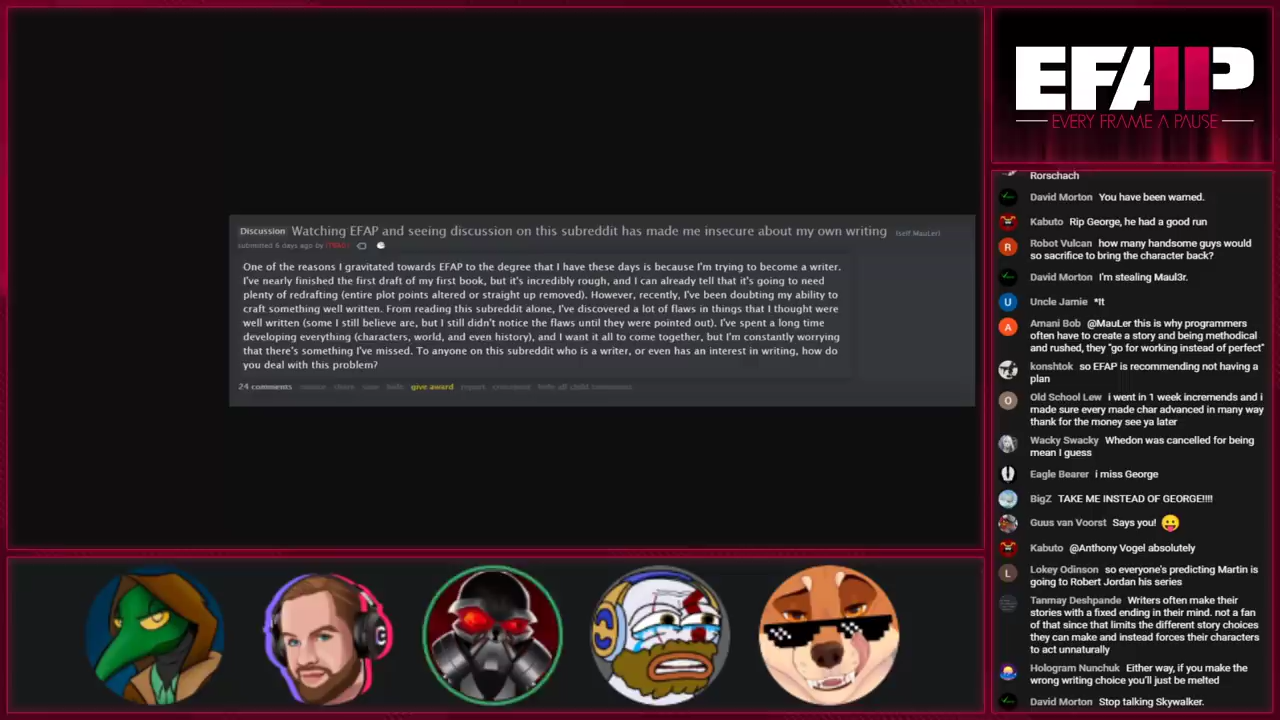 Discussion Watching EFAP and seeing discussion on this subreddit has made me insecure about my own writing (self.MauLer)
submitted 6 days ago by
One of the reasons I gravitated towards EFAP to the degree that I have these days is because I'm trying to become a writer.
I've nearly finished the first draft of my first book, but it's incredibly rough, and I can already tell that it's going to need
plenty of redrafting (entire plot points altered or straight up removed). However, recently, I've been doubting my ability to
craft something well written. From reading this subreddit alone, I've discovered a lot of flaws in things that I thought were
well written (some I still believe are, but I still didn't notice the flaws until they were pointed out). I've spent a long time
developing everything (characters, world, and even history), and I want it all to come together, but I'm constantly worrying
that there's something I've missed. To anyone on this subreddit who is a writer, or even has an interest in writing, how do
you deal with this problem?
24 comments share save hide give award report crosspost hide all child comments
EFAP
EVERY FRAME A PAUSE
Rorschach
David Morton You have been warned.
Kabuto Rip George, he had a good run
Robot Vulcan how many handsome guys would
so sacrifice to bring the character back?
David Morton I'm stealing Maul3r.
Uncle Jamie *It
Amani Bob @MauLer this is why programmers
often have to create a story and being methodical
and rushed, they "go for working instead of perfect"
konshtok so EFAP is recommending not having a
plan
Old School Lew i went in 1 week incremends and i
made sure every made char advanced in many way
thank for the money see ya later
Wacky Swacky Whedon was cancelled for being
mean I guess
Eagle Bearer i miss George
BigZ TAKE ME INSTEAD OF GEORGE!!!!
Guus van Voorst Says you! 😛
Kabuto @Anthony Vogel absolutely
Lokey Odinson so everyone's predicting Martin is
going to Robert Jordan his series
Tanmay Deshpande Writers often make their
stories with a fixed ending in their mind. not a fan
of that since that limits the different story choices
they can make and instead forces their characters
to act unnaturally
Hologram Nunchuk Either way, if you make the
wrong writing choice you'll just be melted
David Morton Stop talking Skywalker.